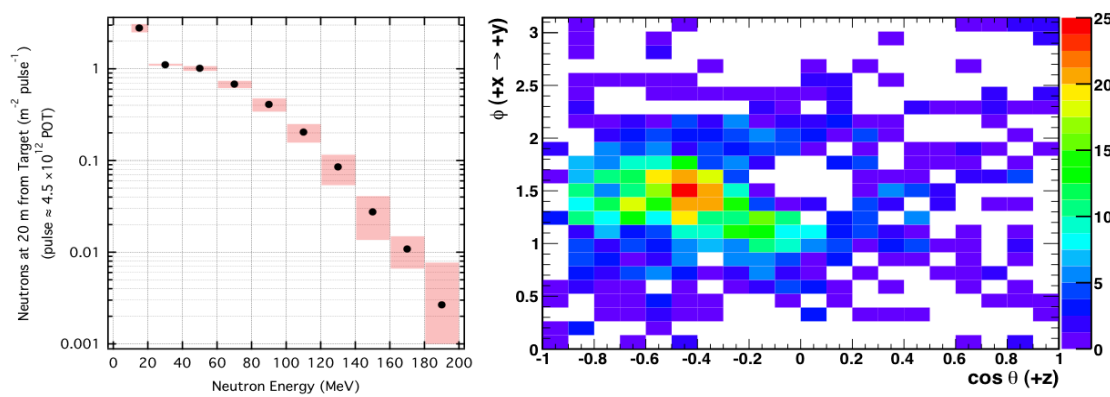 Neutrons at 20 m from Target (m⁻² pulse⁻¹)
(pulse ≈ 4.5 × 10¹² POT)
1
0.1
0.01
0.001
0 20 40 60 80 100 120 140 160 180 200
Neutron Energy (MeV)
ϕ (+x → +y)
3
2.5
2
1.5
1
0.5
0
-1 -0.8 -0.6 -0.4 -0.2 0 0.2 0.4 0.6 0.8 1
cos θ (+z)
25
20
15
10
5
0